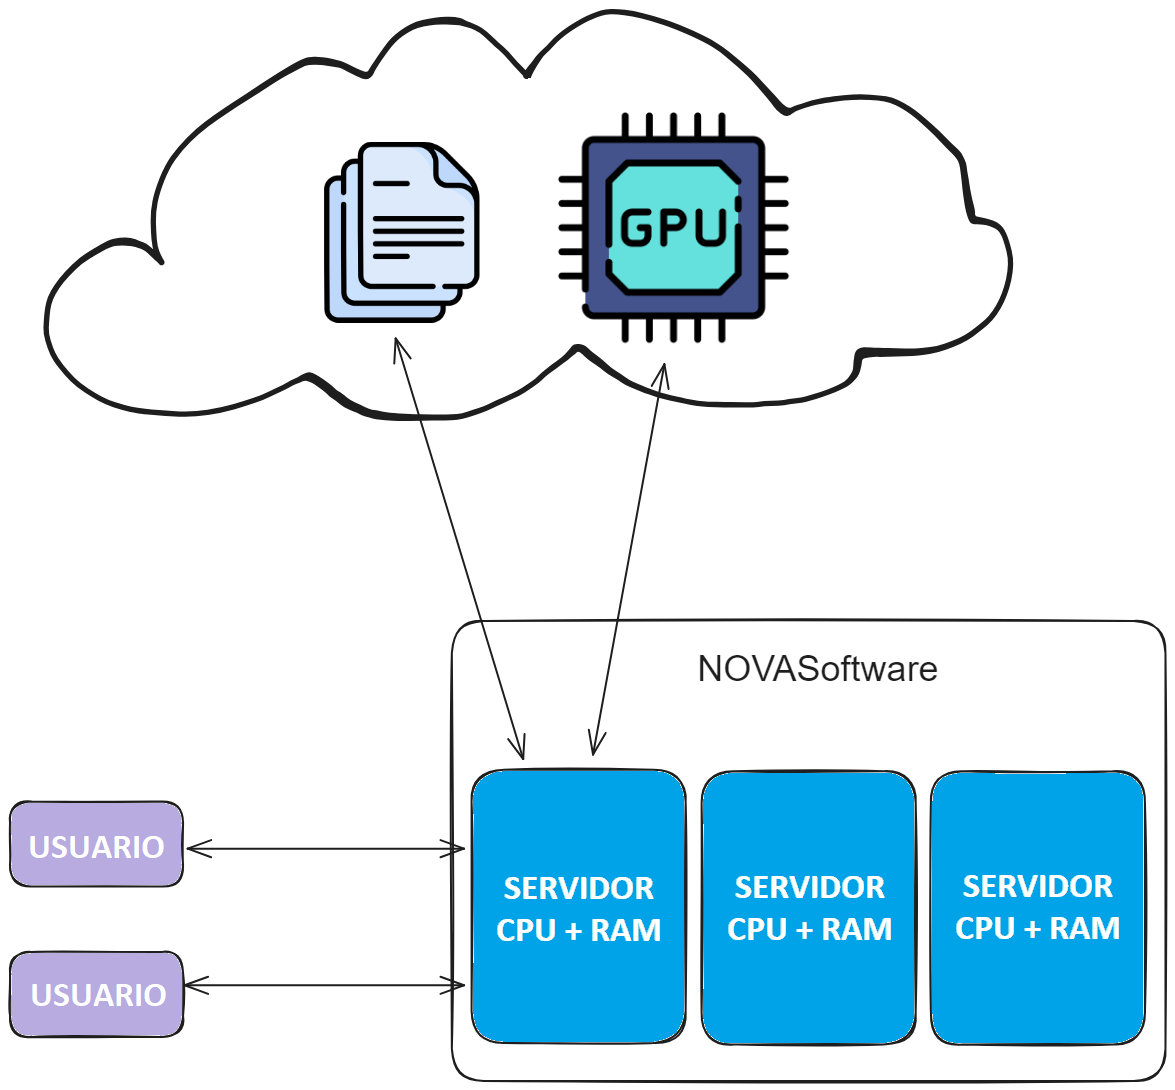 GPU
NOVASoftware
USUARIO
USUARIO
SERVIDOR
CPU + RAM
SERVIDOR
CPU + RAM
SERVIDOR
CPU + RAM